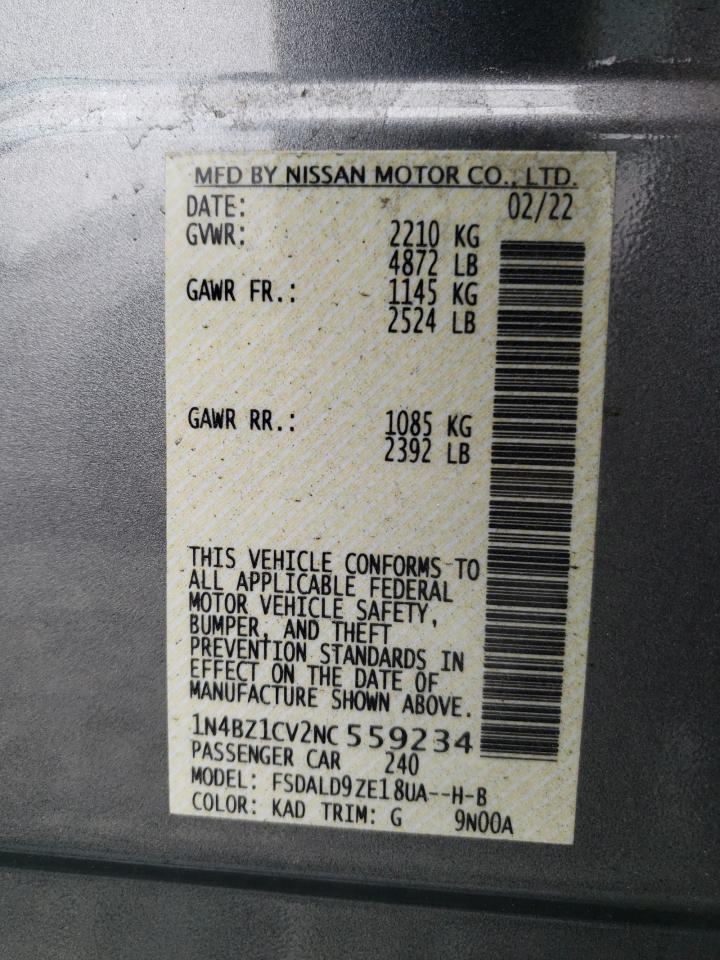 MFD BY NISSAN MOTOR CO., LTD.
DATE: 02/22
GVWR: 2210 KG
4872 LB
GAWR FR.: 1145 KG
2524 LB
GAWR RR.: 1085 KG
2392 LB
THIS VEHICLE CONFORMS TO
ALL APPLICABLE FEDERAL
MOTOR VEHICLE SAFETY,
BUMPER, AND THEFT
PREVENTION STANDARDS IN
EFFECT ON THE DATE OF
MANUFACTURE SHOWN ABOVE.
1N4BZ1CV2NC 559234
PASSENGER CAR 240
MODEL: FSDALD9ZE18UA--H-B
COLOR: KAD TRIM: G 9N00A